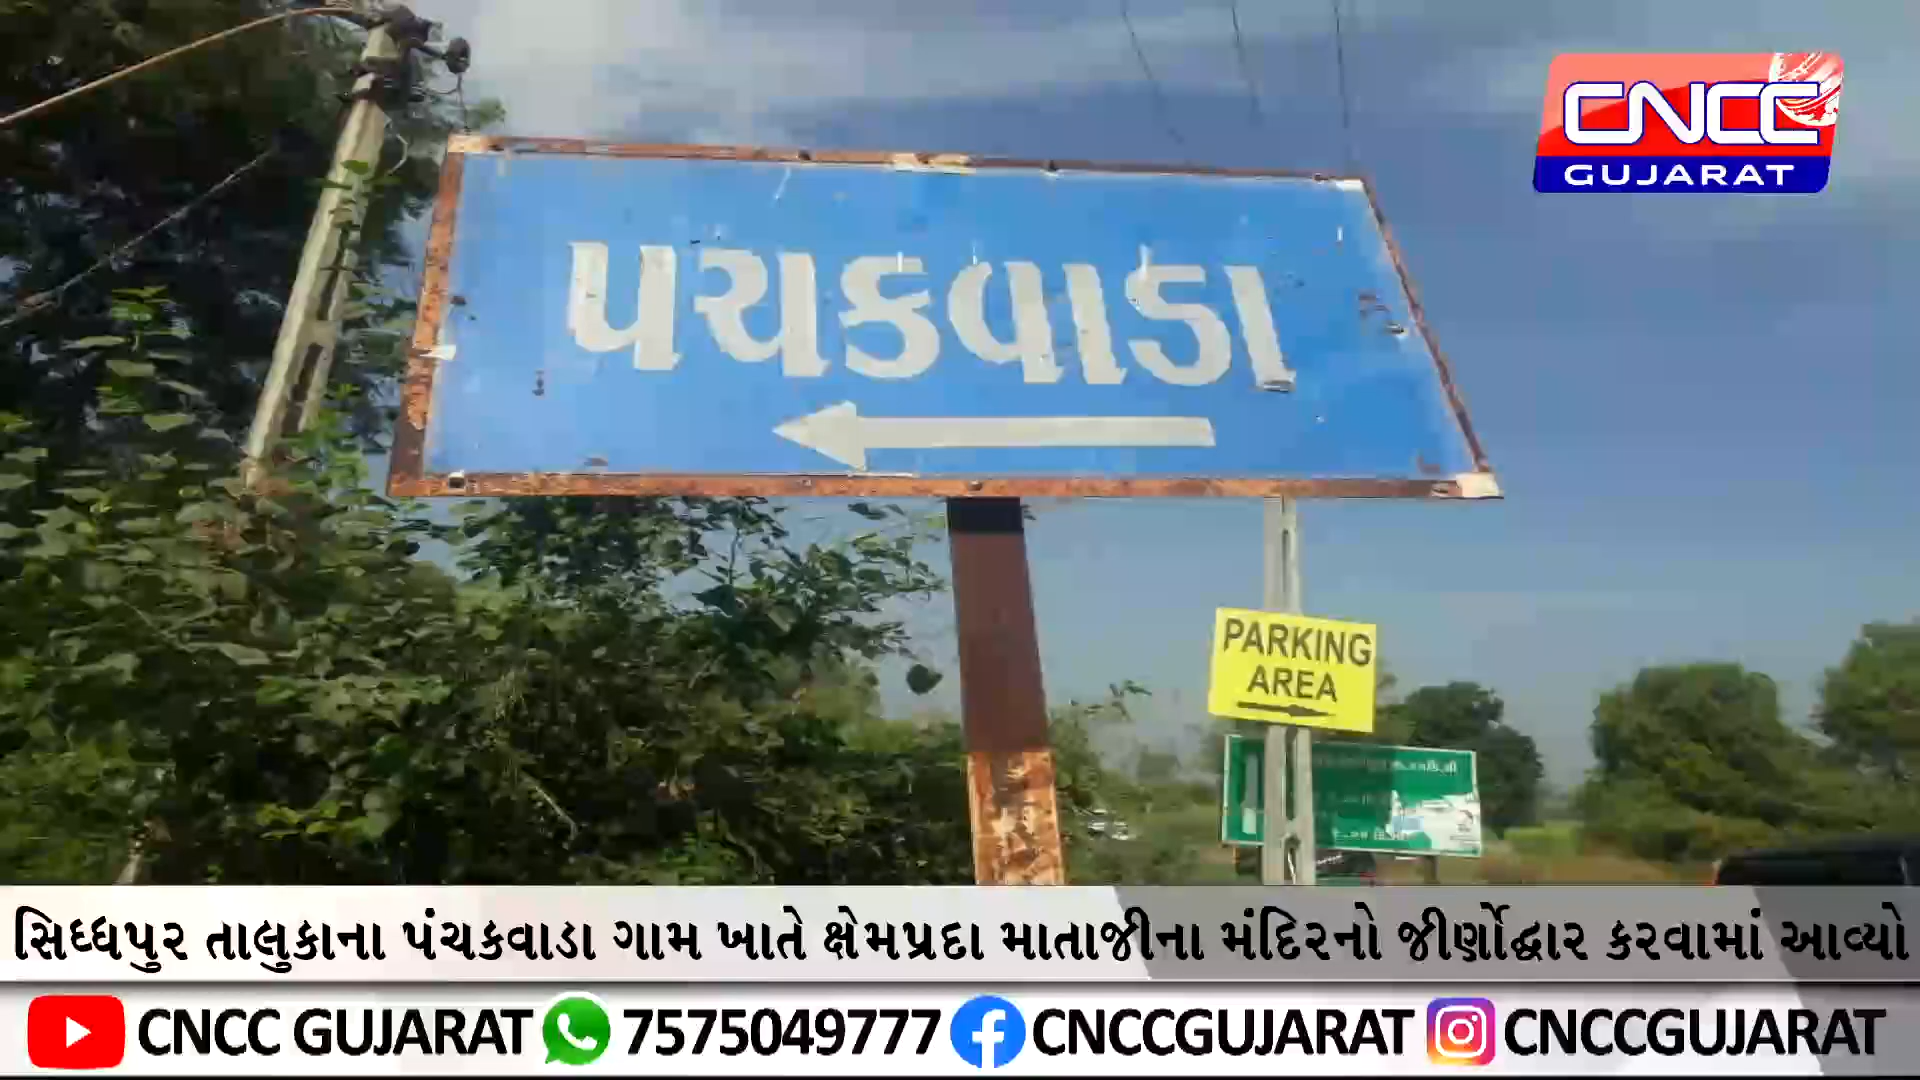 CNCC
GUJARAT
પચકવાડા
PARKING
AREA
સિધ્ધપુર તાલુકાના પંચકવાડા ગામ ખાતે ક્ષેમપ્રદા માતાજીના મંદિરનો જીર્ણોદ્ધાર કરવામાં આવ્યો
CNCC GUJARAT 7575049777 CNCCGUJARAT CNCCGUJARAT